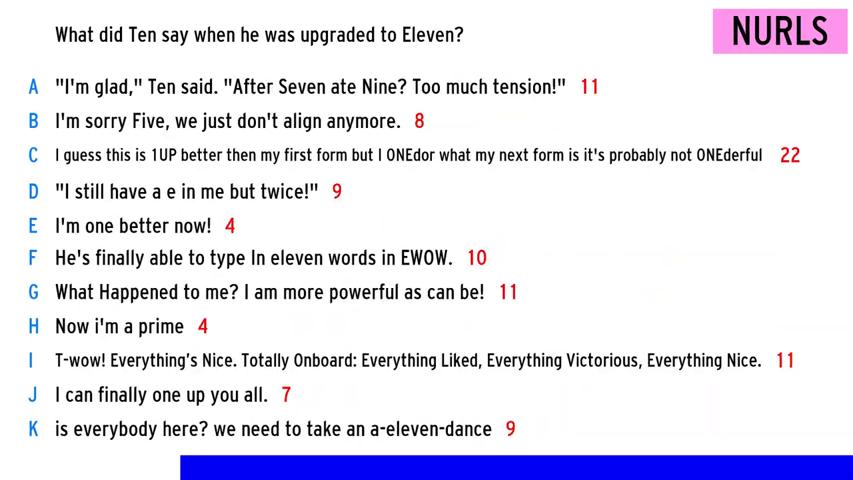 What did Ten say when he was upgraded to Eleven?
NURLS
A "I'm glad," Ten said. "After Seven ate Nine? Too much tension!" 11
B I'm sorry Five, we just don't align anymore. 8
C I guess this is 1UP better then my first form but I ONEdor what my next form is it's probably not ONEderful 22
D "I still have a e in me but twice!" 9
E I'm one better now! 4
F He's finally able to type In eleven words in EWOW. 10
G What Happened to me? I am more powerful as can be! 11
H Now i'm a prime 4
I T-wow! Everything's Nice. Totally Onboard: Everything Liked, Everything Victorious, Everything Nice. 11
J I can finally one up you all. 7
K is everybody here? we need to take an a-eleven-dance 9